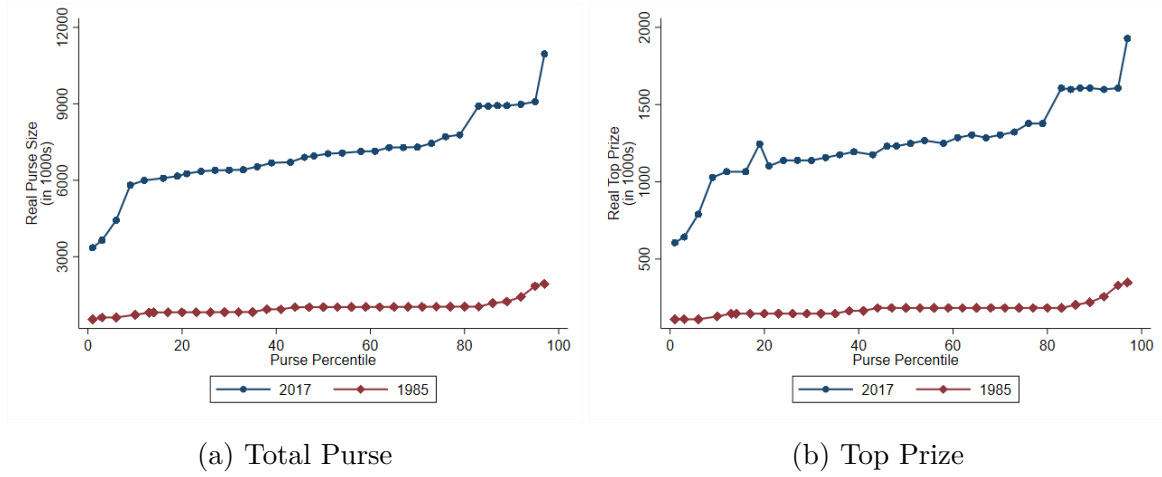 Real Purse Size
(in 1000s)
12000
9000
6000
3000
0 20 40 60 80 100
Purse Percentile
2017 1985
(a) Total Purse
Real Top Prize
(in 1000s)
2000
1500
1000
500
0 20 40 60 80 100
Purse Percentile
2017 1985
(b) Top Prize